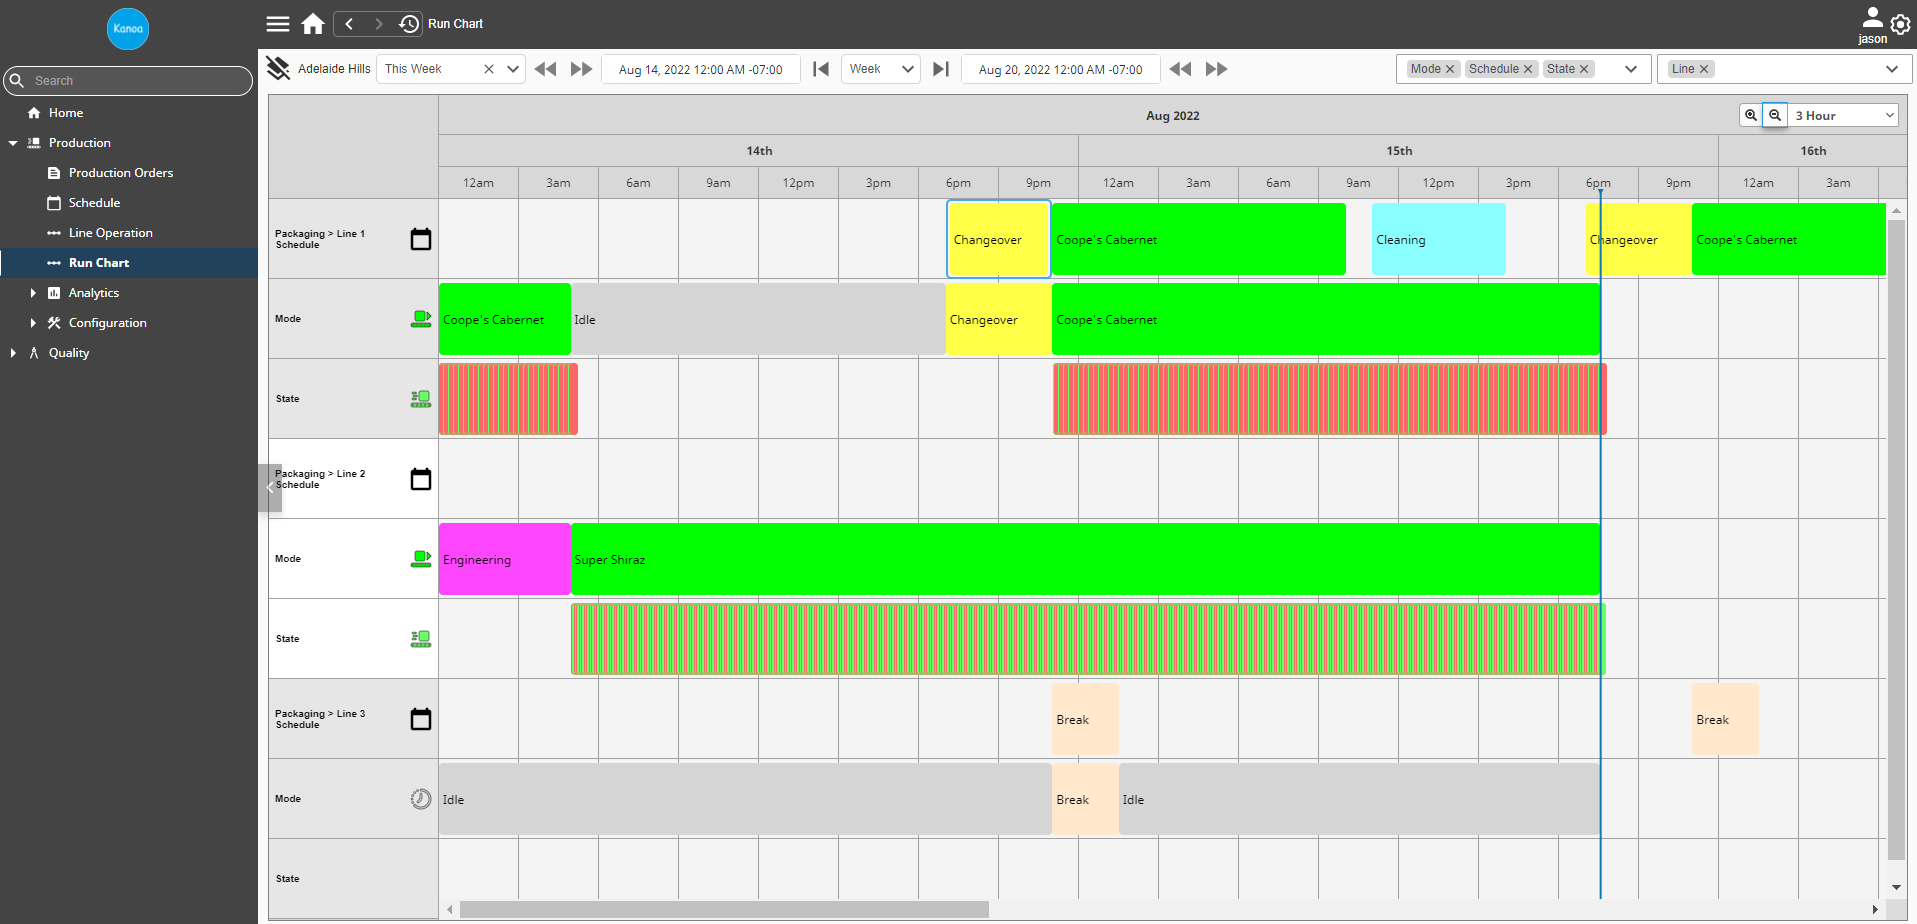 Kanoa
Run Chart
jason
Search
Home
Production
Production Orders
Schedule
Line Operation
Run Chart
Analytics
Configuration
Quality
Adelaide Hills
This Week
Aug 14, 2022 12:00 AM -07:00
Week
Aug 20, 2022 12:00 AM -07:00
Mode Schedule State
Line
Aug 2022
3 Hour
14th 15th 16th
12am 3am 6am 9am 12pm 3pm 6pm 9pm 12am 3am 6am 9am 12pm 3pm 6pm 9pm 12am 3am
Packaging > Line 1
Schedule
Changeover Coope's Cabernet Cleaning Changeover Coope's Cabernet
Mode
Coope's Cabernet Idle Changeover Coope's Cabernet
State
Packaging > Line 2
Schedule
Mode
Engineering Super Shiraz
State
Packaging > Line 3
Schedule
Break Break
Mode
Idle Break Idle
State